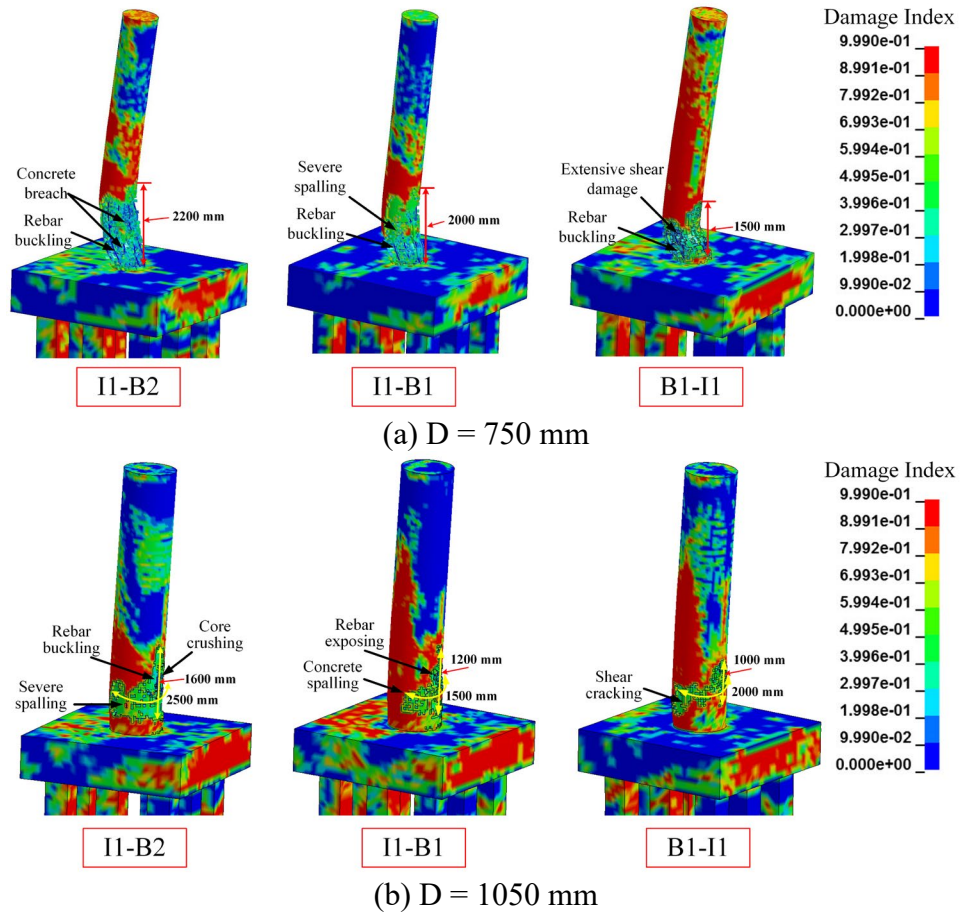 Damage Index
9.990e-01
8.991e-01
7.992e-01
6.993e-01
5.994e-01
4.995e-01
3.996e-01
2.997e-01
1.998e-01
9.990e-02
0.000e+00
Concrete
breach
Rebar
buckling
2200 mm
Severe
spalling
Rebar
buckling
2000 mm
Extensive shear
damage
Rebar
buckling
1500 mm
I1-B2
I1-B1
B1-I1
(a) D = 750 mm
Damage Index
9.990e-01
8.991e-01
7.992e-01
6.993e-01
5.994e-01
4.995e-01
3.996e-01
2.997e-01
1.998e-01
9.990e-02
0.000e+00
Rebar
buckling
Core
crushing
Severe
spalling
1600 mm
2500 mm
Rebar
exposing
Concrete
spalling
1200 mm
1500 mm
Shear
cracking
1000 mm
2000 mm
I1-B2
I1-B1
B1-I1
(b) D = 1050 mm